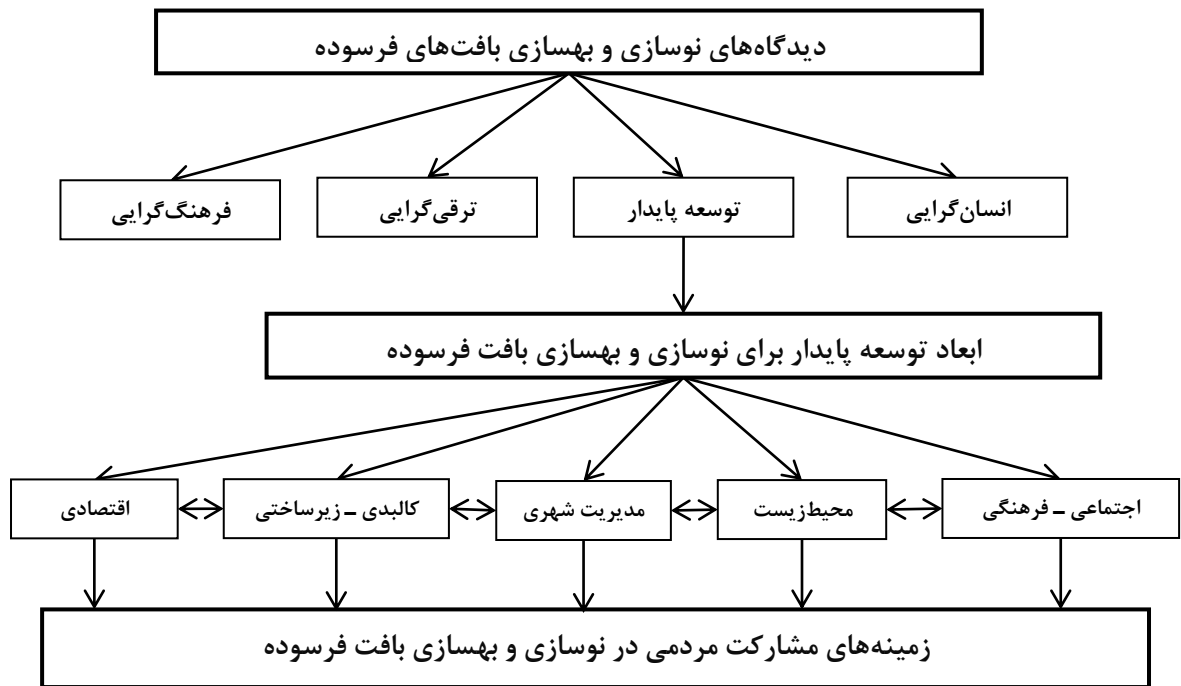 دیدگاه‌های نوسازی و بهسازی بافت‌های فرسوده
انسان‌گرایی
توسعه پایدار
ترقی‌گرایی
فرهنگ‌گرایی
ابعاد توسعه پایدار برای نوسازی و بهسازی بافت فرسوده
اجتماعی ـ فرهنگی
محیط‌زیست
مدیریت شهری
کالبدی ـ زیرساختی
اقتصادی
زمینه‌های مشارکت مردمی در نوسازی و بهسازی بافت فرسوده